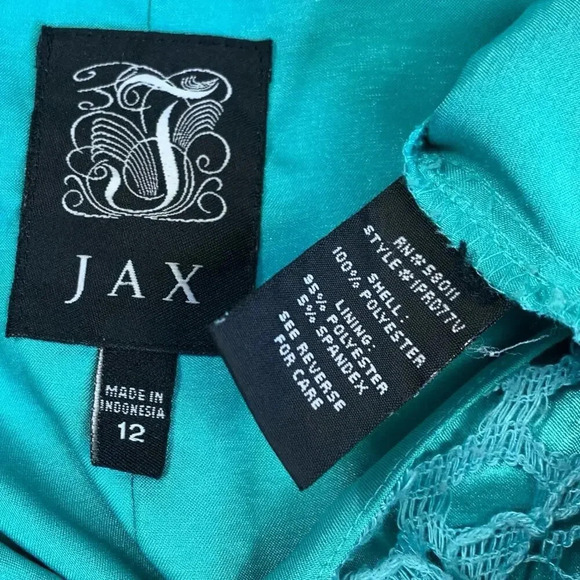 J
JAX
MADE IN
INDONESIA
12
RN#58011
STYLE#1PR077V
SHELL:
100% POLYESTER
LINING:
95% POLYESTER
5% SPANDEX
SEE REVERSE
FOR CARE